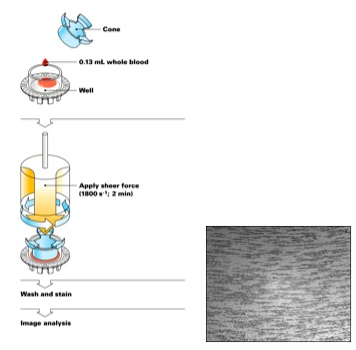 Cone
0.13 mL whole blood
Well
Apply sheer force
(1800 s⁻¹; 2 min)
Wash and stain
Image analysis